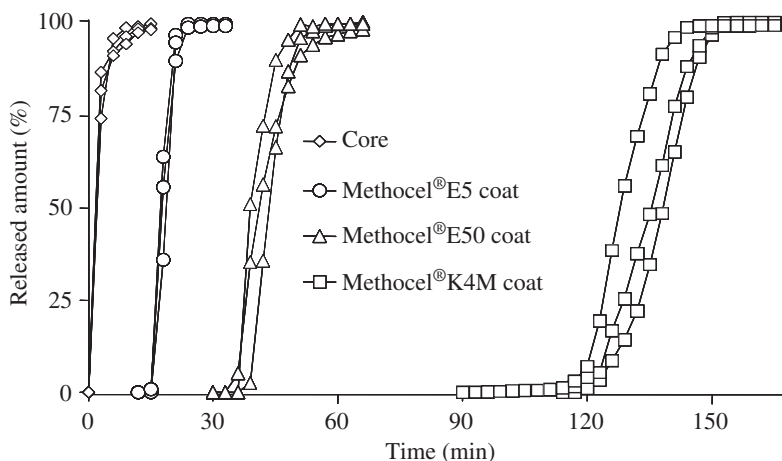 100
75
50
25
0
Released amount (%)
Core
Methocel®E5 coat
Methocel®E50 coat
Methocel®K4M coat
0 30 60 90 120 150
Time (min)